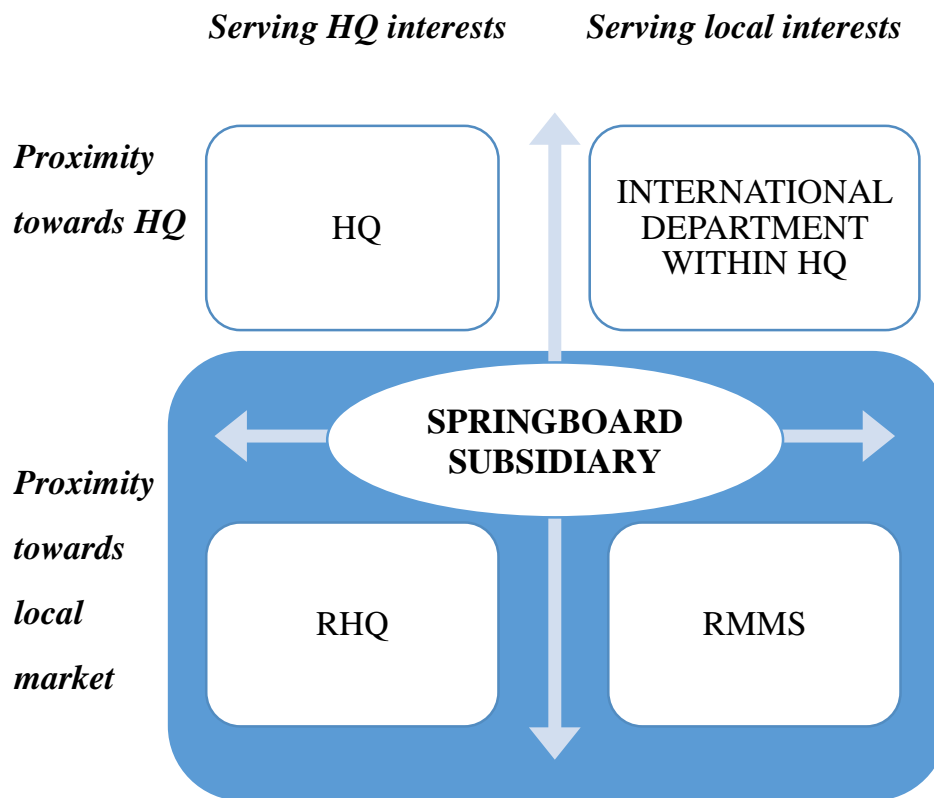 Serving HQ interests
Serving local interests
Proximity
towards HQ
HQ
INTERNATIONAL
DEPARTMENT
WITHIN HQ
SPRINGBOARD
SUBSIDIARY
Proximity
towards
local
market
RHQ
RMMS